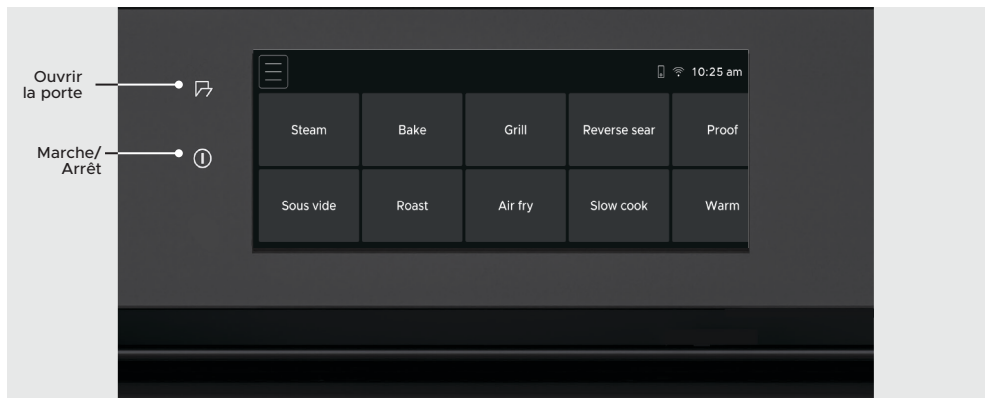 Ouvrir
la porte
Marche/
Arrêt
10:25 am
Steam Bake Grill Reverse sear Proof
Sous vide Roast Air fry Slow cook Warm